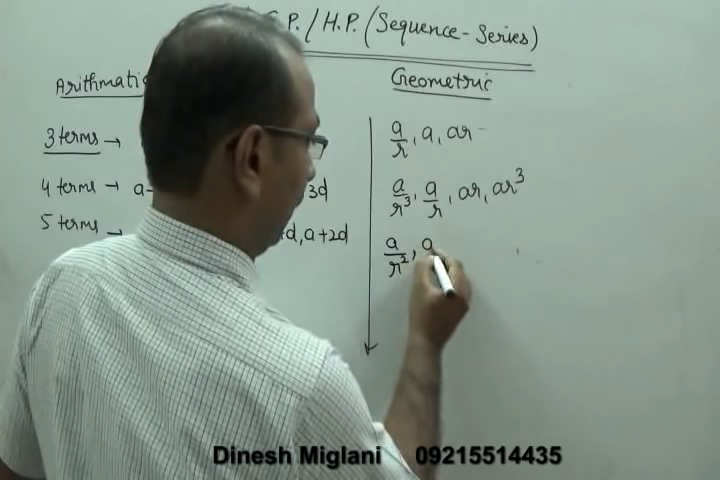 G.P. / H.P. (Sequence - Series)
Arithmatic
Geometric
3 terms →
a/r, a, ar
4 terms → a- 3d
a/r³, a/r, ar, ar³
5 terms → d, a+2d
a/r², a
Dinesh Miglani 09215514435